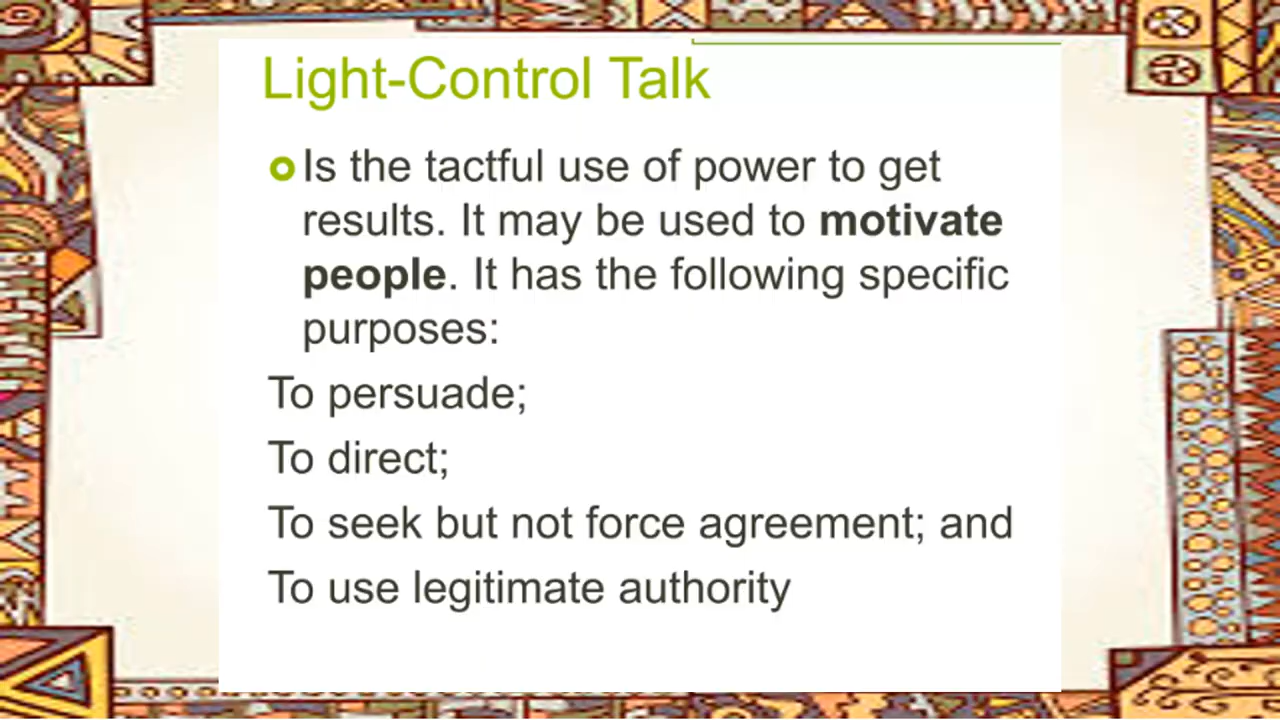 Light-Control Talk
Is the tactful use of power to get
results. It may be used to motivate
people. It has the following specific
purposes:
To persuade;
To direct;
To seek but not force agreement; and
To use legitimate authority